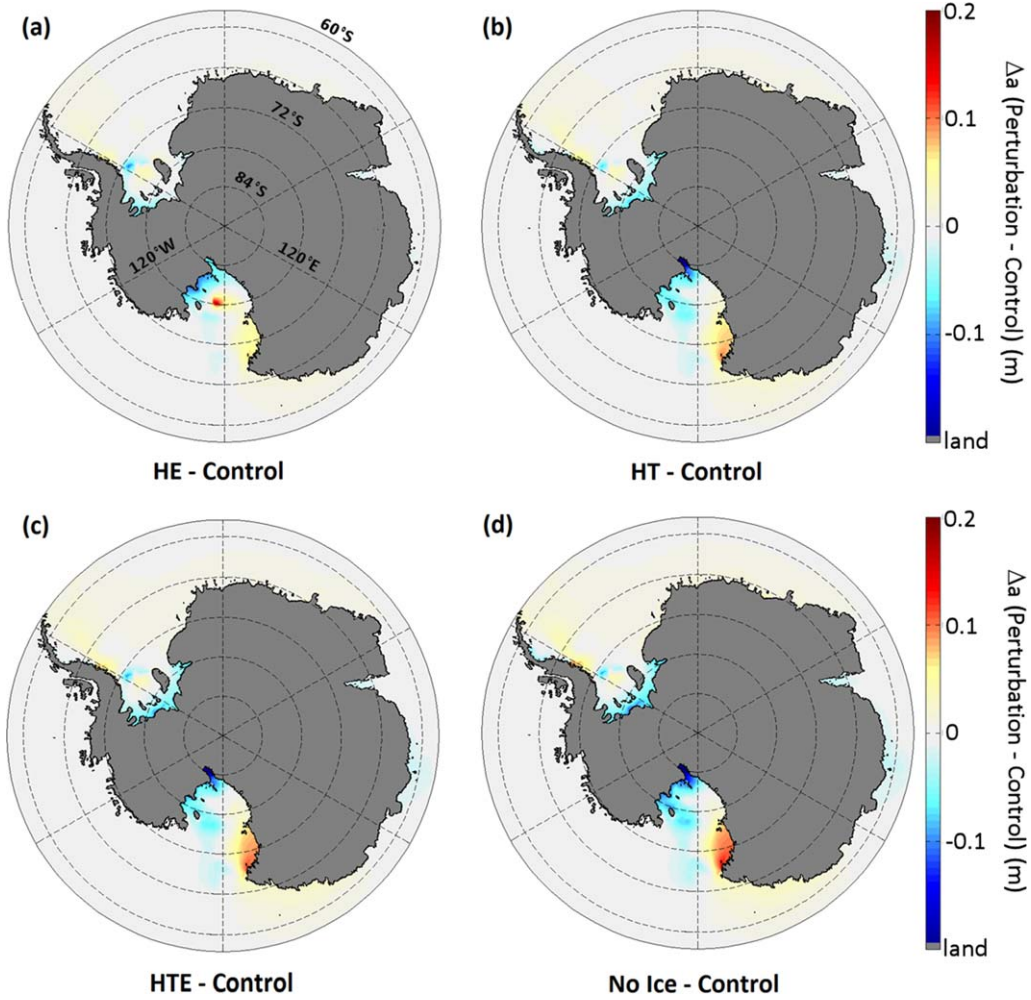 (a)
60°S
72°S
84°S
120°W
120°E
HE - Control
(b)
HT - Control
0.2
0.1
0
-0.1
land
Δa (Perturbation - Control) (m)
(c)
HTE - Control
(d)
No Ice - Control
0.2
0.1
0
-0.1
land
Δa (Perturbation - Control) (m)